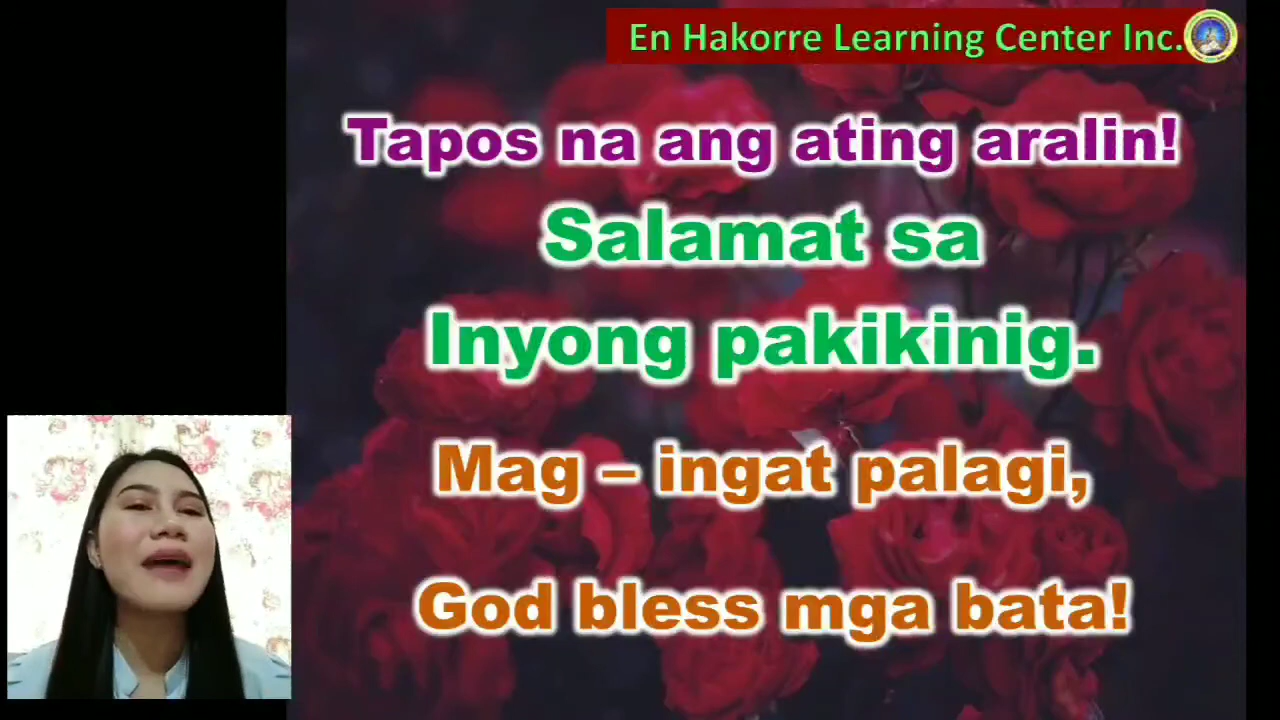 En Hakorre Learning Center Inc.
Tapos na ang ating aralin!
Salamat sa
Inyong pakikinig.
Mag – ingat palagi,
God bless mga bata!